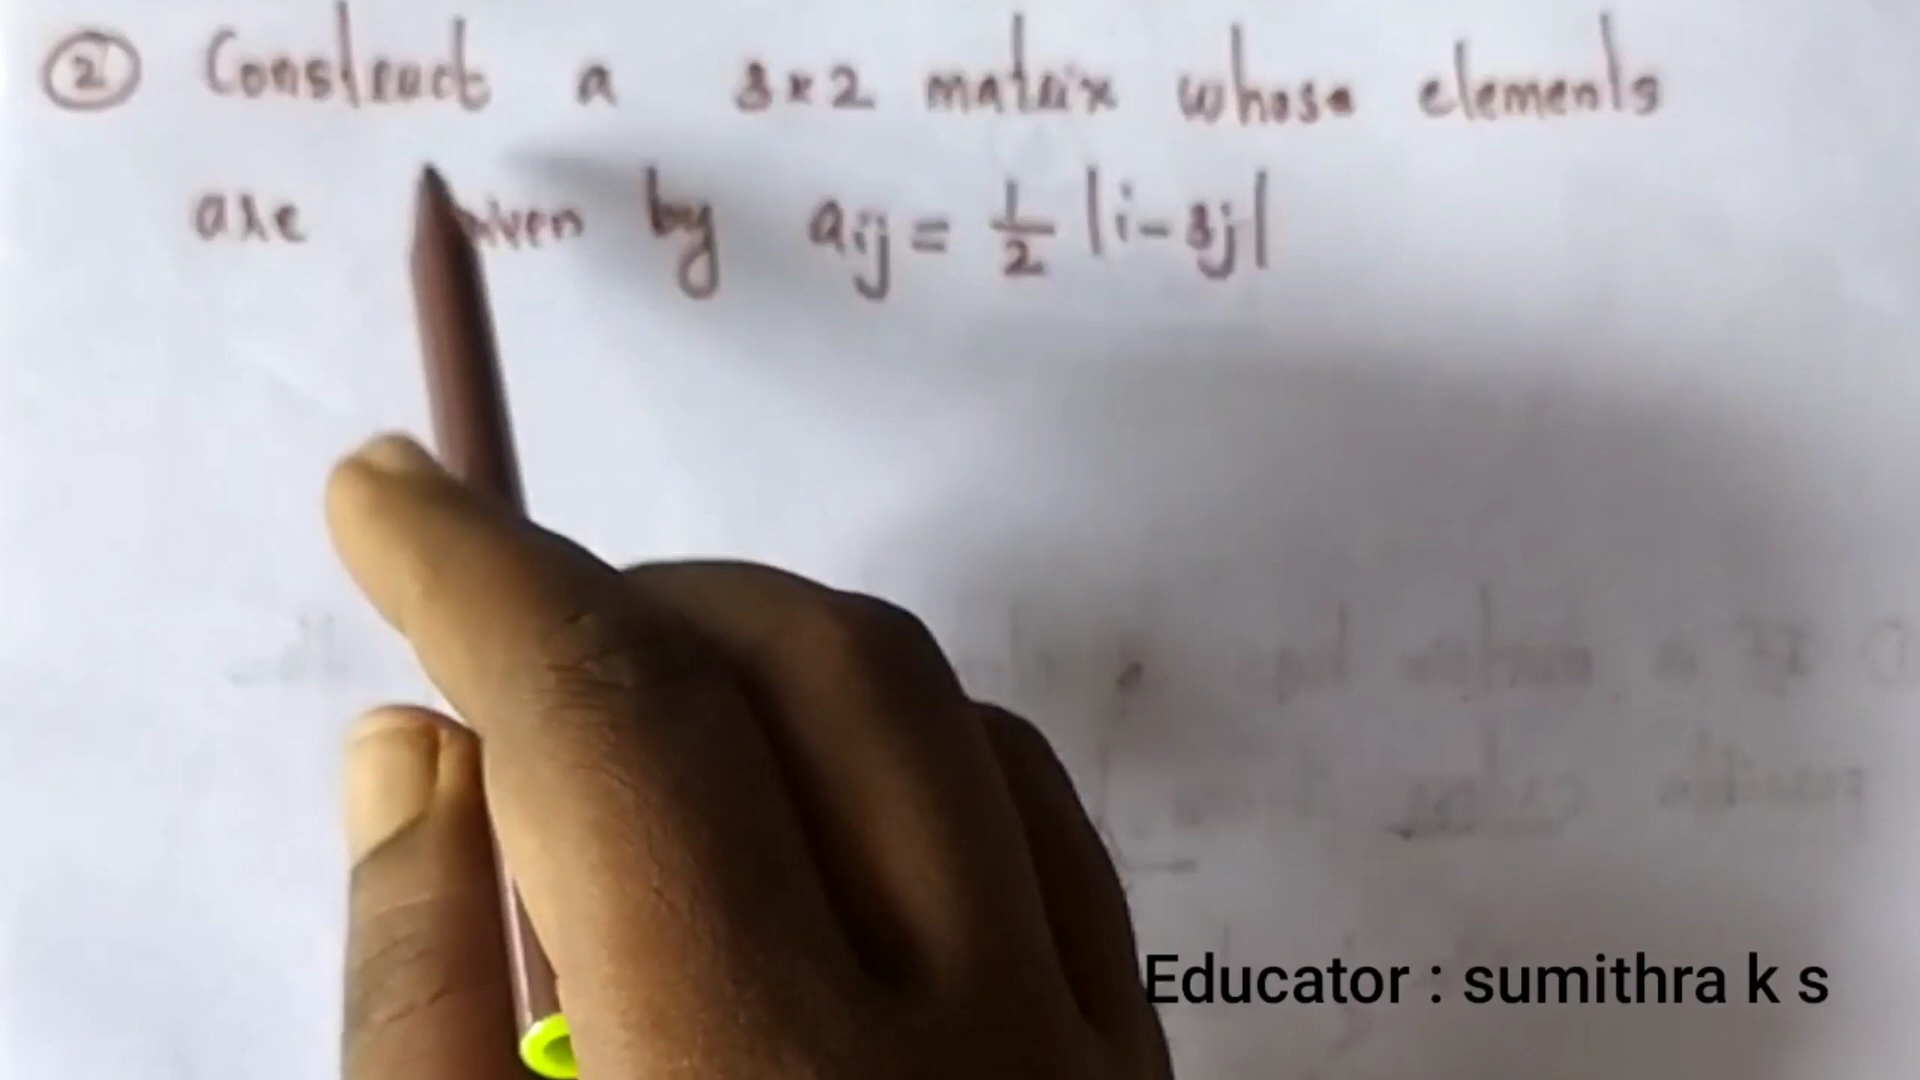 ② Construct a 3×2 matrix whose elements
are given by aij = 1/2 |i-3j|
Educator : sumithra k s